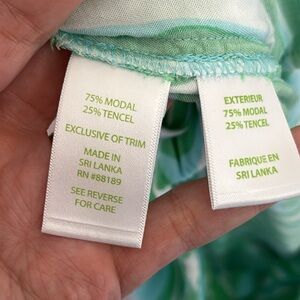 75% MODAL
25% TENCEL
EXCLUSIVE OF TRIM
MADE IN
SRI LANKA
RN #88189
SEE REVERSE
FOR CARE
EXTERIEUR
75% MODAL
25% TENCEL
FABRIQUE EN
SRI LANKA